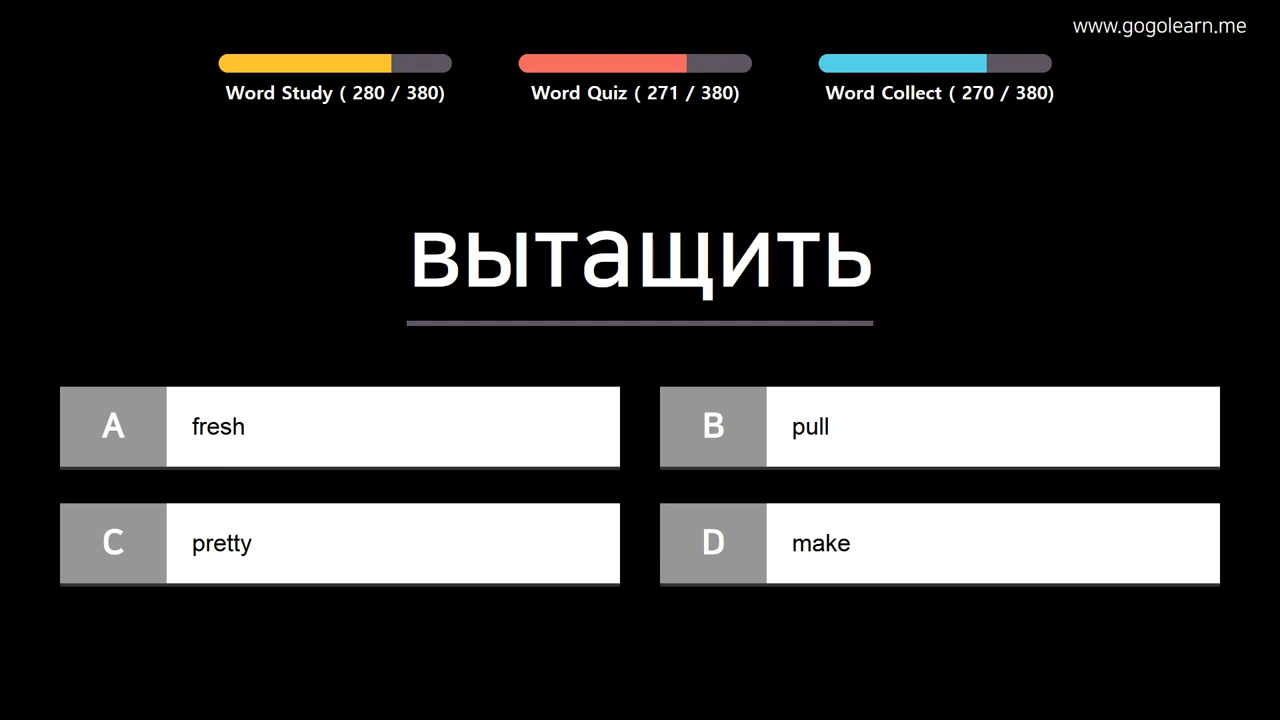 www.gogolearn.me
Word Study ( 280 / 380)
Word Quiz ( 271 / 380)
Word Collect ( 270 / 380)
вытащить
A fresh
B pull
C pretty
D make